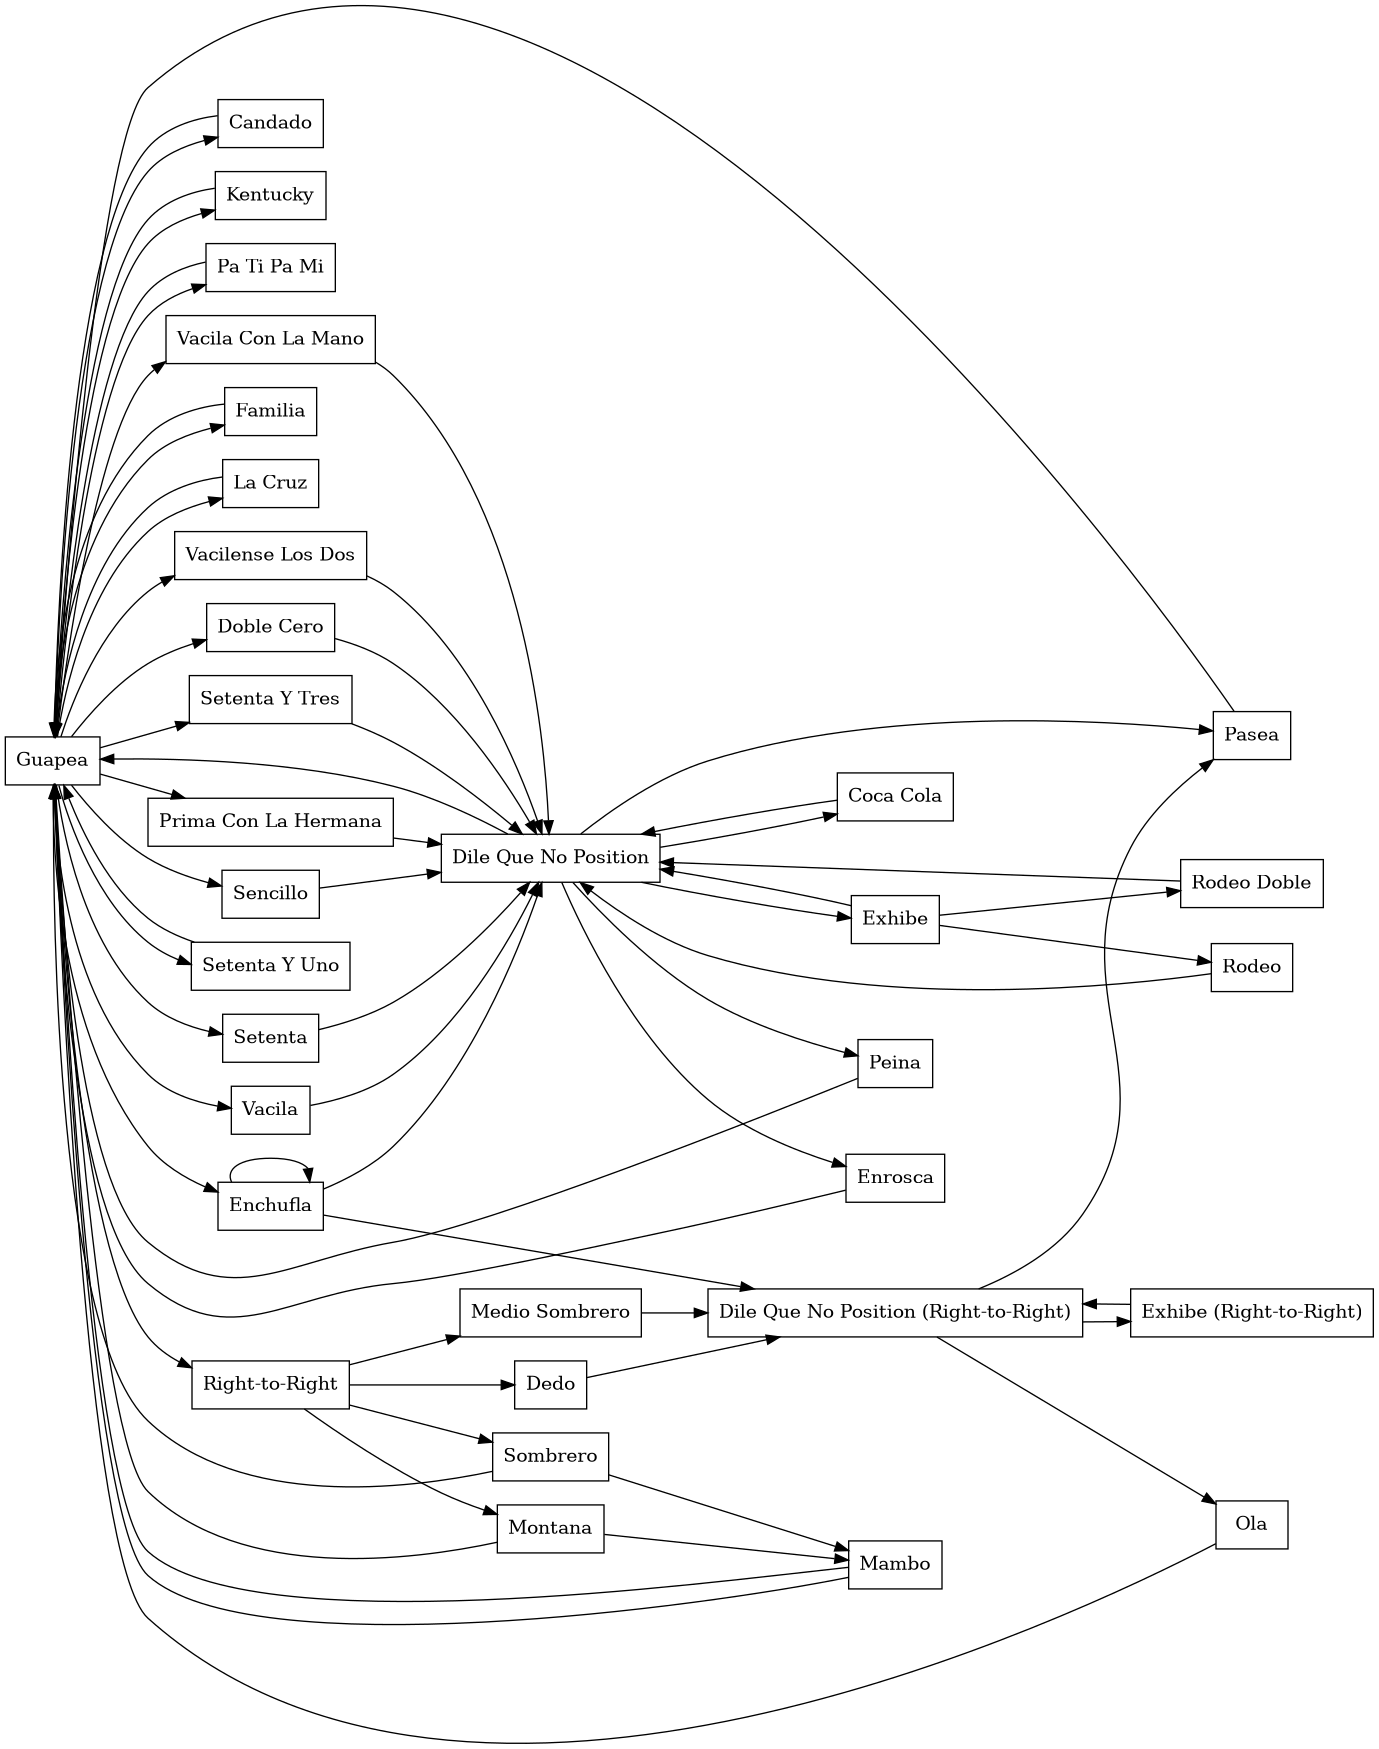 Candado
Kentucky
Pa Ti Pa Mi
Vacila Con La Mano
Familia
La Cruz
Vacilense Los Dos
Doble Cero
Setenta Y Tres
Guapea
Pasea
Coca Cola
Prima Con La Hermana
Dile Que No Position
Rodeo Doble
Sencillo
Exhibe
Setenta Y Uno
Rodeo
Setenta
Peina
Vacila
Enrosca
Enchufla
Medio Sombrero
Dile Que No Position (Right-to-Right)
Exhibe (Right-to-Right)
Right-to-Right
Dedo
Sombrero
Montana
Ola
Mambo